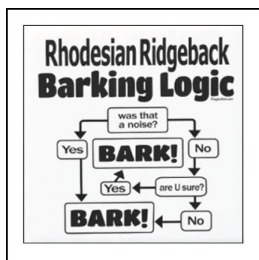 Rhodesian Ridgeback
Barking Logic
was that
a noise?
Yes
BARK!
No
Yes
are U sure?
BARK!
No